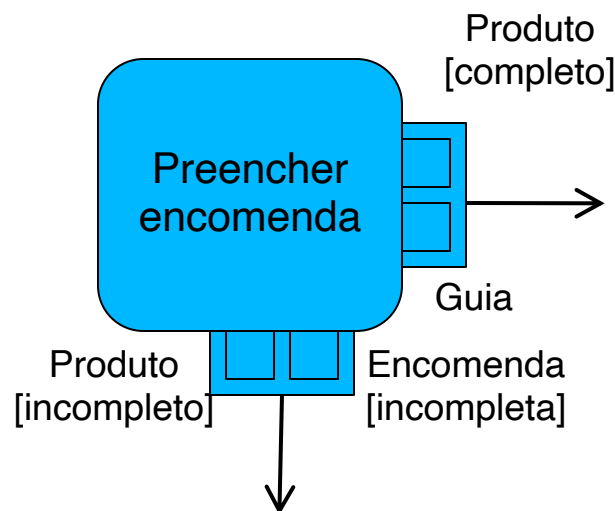 Produto
[completo]
Preencher
encomenda
Guia
Produto
[incompleto]
Encomenda
[incompleta]